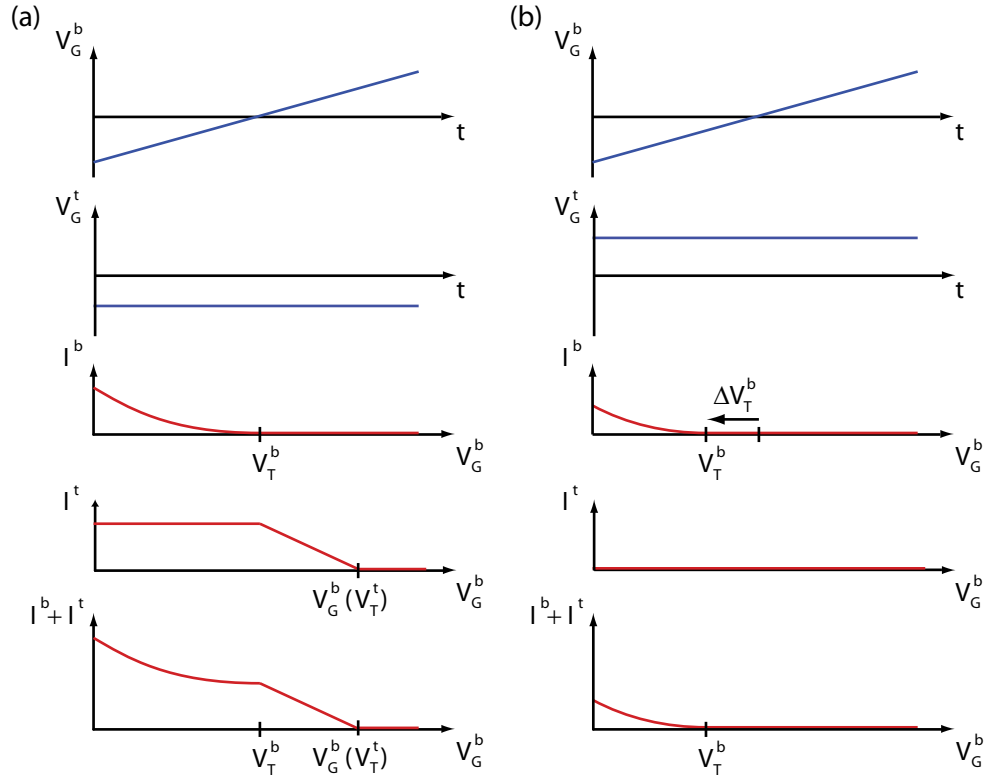 (a)
V_G^b
t
V_G^t
t
I^b
V_T^b
V_G^b
I^t
V_G^b (V_T^t)
V_G^b
I^b + I^t
V_T^b
V_G^b (V_T^t)
V_G^b
(b)
V_G^b
t
V_G^t
t
I^b
ΔV_T^b
V_T^b
V_G^b
I^t
V_G^b
I^b + I^t
V_T^b
V_G^b